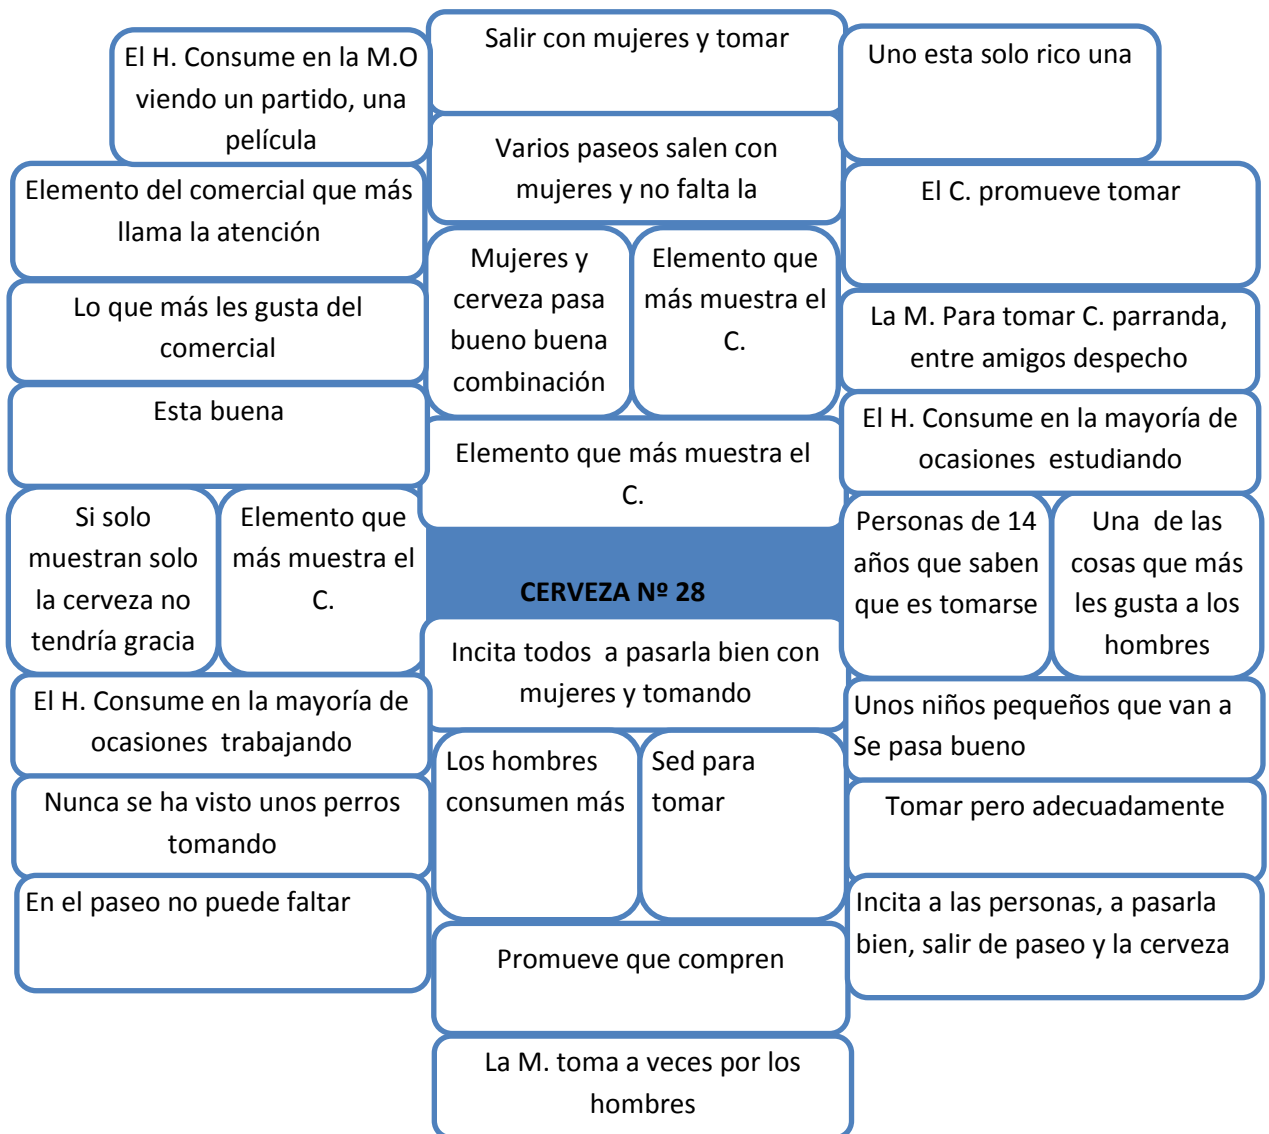 El H. Consume en la M.O
viendo un partido, una
película
Salir con mujeres y tomar
Uno esta solo rico una
Varios paseos salen con
mujeres y no falta la
Elemento del comercial que más
llama la atención
El C. promueve tomar
Mujeres y
cerveza pasa
bueno buena
combinación
Elemento que
más muestra el
C.
Lo que más les gusta del
comercial
La M. Para tomar C. parranda,
entre amigos despecho
Esta buena
El H. Consume en la mayoría de
ocasiones estudiando
Elemento que más muestra el
C.
Si solo
muestran solo
la cerveza no
tendría gracia
Elemento que
más muestra el
C.
Personas de 14
años que saben
que es tomarse
Una de las
cosas que más
les gusta a los
hombres
CERVEZA Nº 28
Incita todos a pasarla bien con
mujeres y tomando
El H. Consume en la mayoría de
ocasiones trabajando
Unos niños pequeños que van a
Se pasa bueno
Los hombres
consumen más
Sed para
tomar
Nunca se ha visto unos perros
tomando
Tomar pero adecuadamente
En el paseo no puede faltar
Incita a las personas, a pasarla
bien, salir de paseo y la cerveza
Promueve que compren
La M. toma a veces por los
hombres